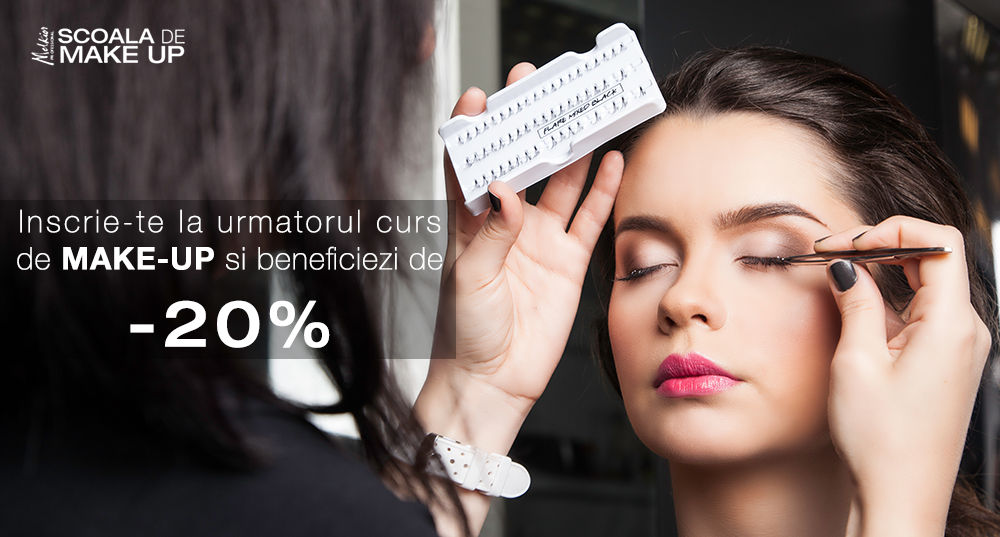 Melkior
PROFESSIONAL
SCOALA DE
MAKE UP
FLARE MIXED BLACK
Inscrie-te la urmatorul curs
de MAKE-UP si beneficiezi de
-20%